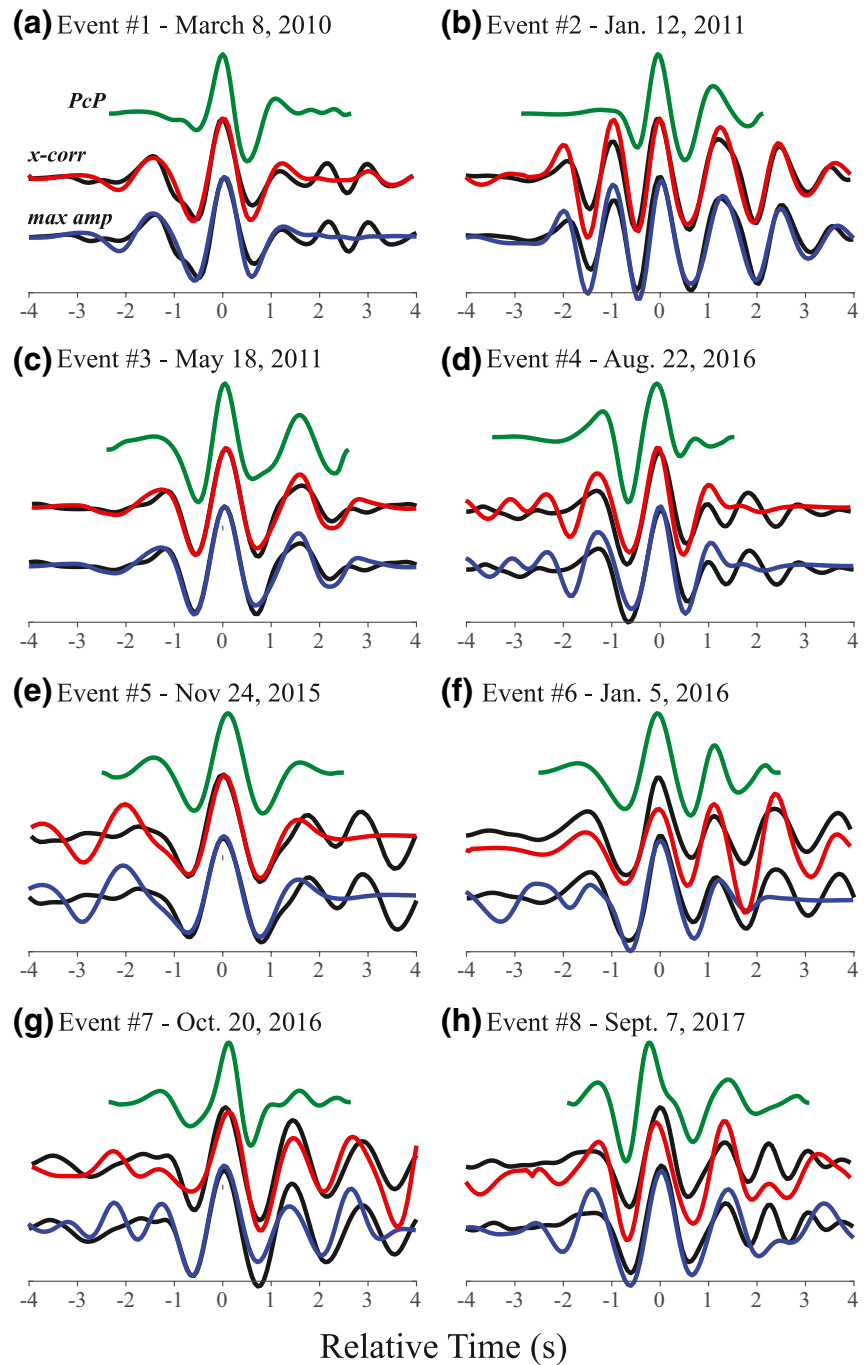 (a) Event #1 - March 8, 2010
PcP
x-corr
max amp
-4 -3 -2 -1 0 1 2 3 4
(b) Event #2 - Jan. 12, 2011
-4 -3 -2 -1 0 1 2 3 4
(c) Event #3 - May 18, 2011
-4 -3 -2 -1 0 1 2 3 4
(d) Event #4 - Aug. 22, 2016
-4 -3 -2 -1 0 1 2 3 4
(e) Event #5 - Nov 24, 2015
-4 -3 -2 -1 0 1 2 3 4
(f) Event #6 - Jan. 5, 2016
-4 -3 -2 -1 0 1 2 3 4
(g) Event #7 - Oct. 20, 2016
-4 -3 -2 -1 0 1 2 3 4
(h) Event #8 - Sept. 7, 2017
-4 -3 -2 -1 0 1 2 3 4
Relative Time (s)